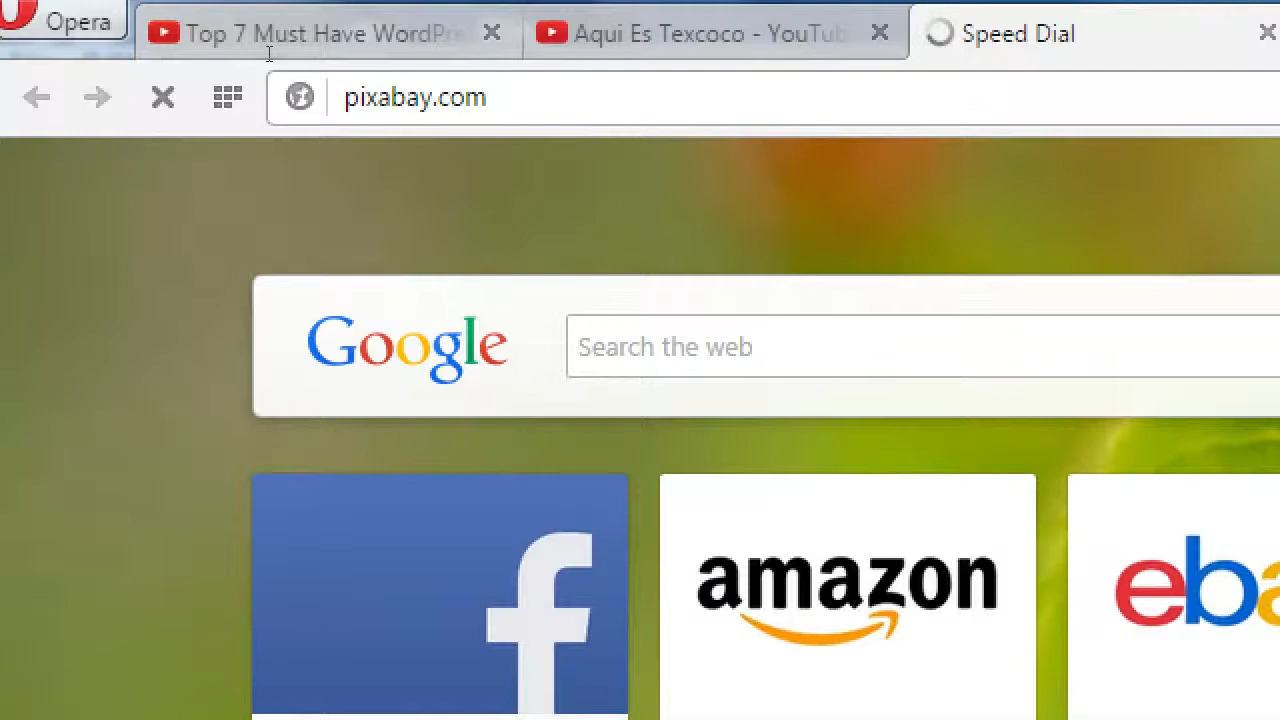 Opera
Top 7 Must Have WordPre
Aqui Es Texcoco - YouTub
Speed Dial
pixabay.com
Google
Search the web
f
amazon
eba